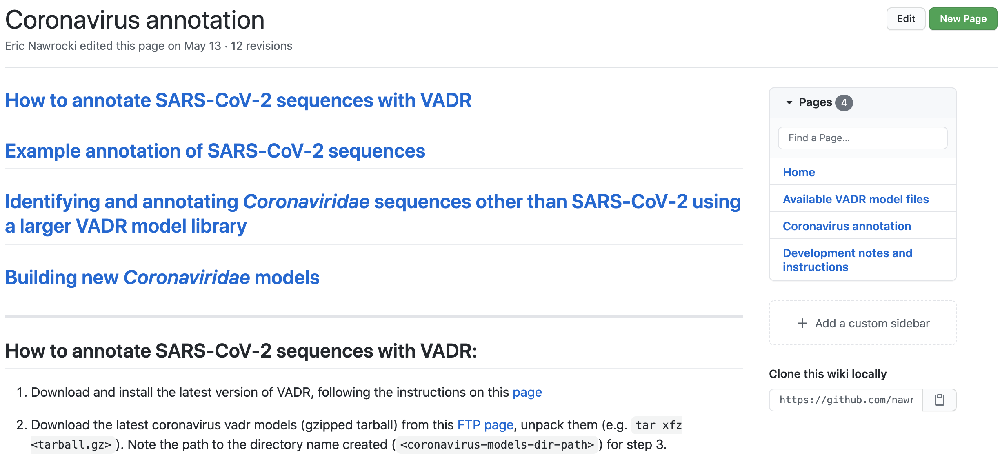 Coronavirus annotation
Edit
New Page
Eric Nawrocki edited this page on May 13 · 12 revisions
How to annotate SARS-CoV-2 sequences with VADR
Example annotation of SARS-CoV-2 sequences
Identifying and annotating Coronaviridae sequences other than SARS-CoV-2 using
a larger VADR model library
Building new Coronaviridae models
How to annotate SARS-CoV-2 sequences with VADR:
1. Download and install the latest version of VADR, following the instructions on this page
2. Download the latest coronavirus vadr models (gzipped tarball) from this FTP page, unpack them (e.g. tar xfz
<tarball.gz>). Note the path to the directory name created (<coronavirus-models-dir-path>) for step 3.
Pages 4
Find a Page...
Home
Available VADR model files
Coronavirus annotation
Development notes and
instructions
+ Add a custom sidebar
Clone this wiki locally
https://github.com/nawr